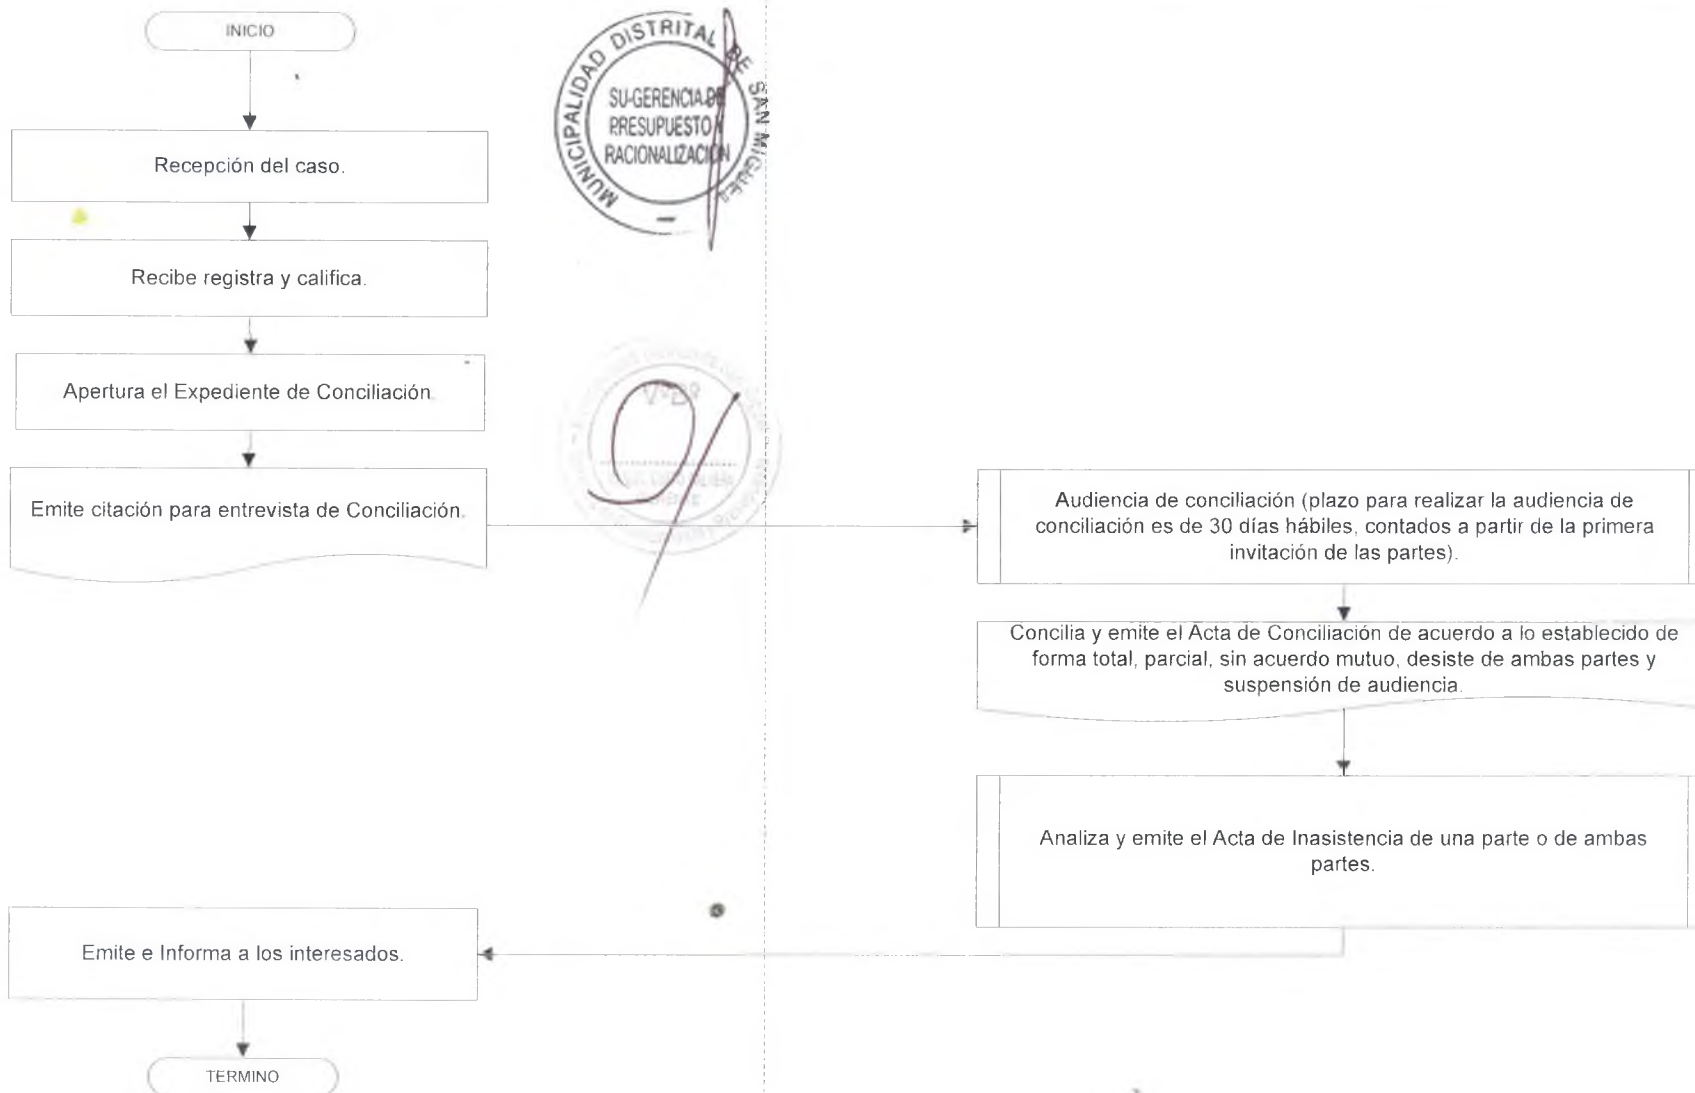 INICIO
Recepción del caso.
Recibe registra y califica.
Apertura el Expediente de Conciliación.
Emite citación para entrevista de Conciliación.
MUNICIPALIDAD DISTRITAL DE SAN MIGUEL
SU-GERENCIA DE
PRESUPUESTO Y
RACIONALIZACIÓN
VºBº
Audiencia de conciliación (plazo para realizar la audiencia de
conciliación es de 30 días hábiles, contados a partir de la primera
invitación de las partes).
Concilia y emite el Acta de Conciliación de acuerdo a lo establecido de
forma total, parcial, sin acuerdo mutuo, desiste de ambas partes y
suspensión de audiencia.
Analiza y emite el Acta de Inasistencia de una parte o de ambas
partes.
Emite e Informa a los interesados.
TERMINO